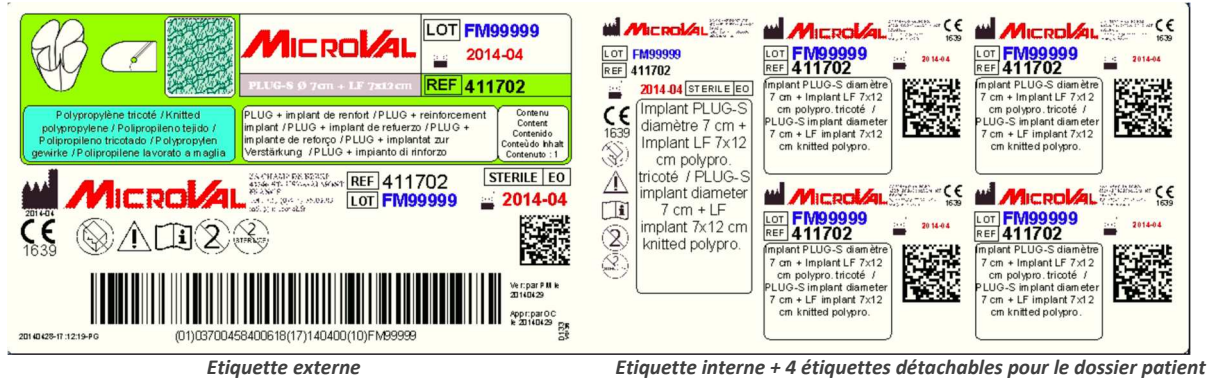 MICROVAL
LOT FM99999
2014-04
PLUG-S Ø 7cm + LF 7x12cm
REF 411702
Polypropylène tricoté / Knitted
polypropylene / Polipropileno tejido /
Polipropileno tricotado / Polypropylen
gewirke / Polipropilene lavorato a maglia
PLUG + implant de renfort / PLUG + reinforcement
implant / PLUG + implant de refuerzo / PLUG +
implante de reforço / PLUG + implantat zur
Verstärkung / PLUG + impianto di rinforzo
Contenu
Content
Contenido
Conteùdo Inhalt
Contenuto : 1
2014-04
MICROVAL
REF 411702
LOT FM99999
STERILE EO
2014-04
CE
1639
2
2
STERILIZE
Ver: par PM le
20140429
Appr: par OC
le 20140429
20140428-17:12:19-PG
(01)03700458400618(17)140400(10)FM99999
D133
MICROVAL
LOT FM99999
REF 411702
2014-04 STERILE EO
CE
1639
2
2
Implant PLUG-S
diamètre 7 cm +
Implant LF 7x12
cm polypro.
tricoté / PLUG-S
implant diameter
7 cm + LF
implant 7x12 cm
knitted polypro.
MICROVAL
CE
1639
LOT FM99999
REF 411702
2014-04
Implant PLUG-S diamètre
7 cm + Implant LF 7x12
cm polypro. tricoté /
PLUG-S implant diameter
7 cm + LF implant 7x12
cm knitted polypro.
MICROVAL
CE
1639
LOT FM99999
REF 411702
2014-04
Implant PLUG-S diamètre
7 cm + Implant LF 7x12
cm polypro. tricoté /
PLUG-S implant diameter
7 cm + LF implant 7x12
cm knitted polypro.
MICROVAL
CE
1639
LOT FM99999
REF 411702
2014-04
Implant PLUG-S diamètre
7 cm + Implant LF 7x12
cm polypro. tricoté /
PLUG-S implant diameter
7 cm + LF implant 7x12
cm knitted polypro.
MICROVAL
CE
1639
LOT FM99999
REF 411702
2014-04
Implant PLUG-S diamètre
7 cm + Implant LF 7x12
cm polypro. tricoté /
PLUG-S implant diameter
7 cm + LF implant 7x12
cm knitted polypro.
Etiquette externe
Etiquette interne + 4 étiquettes détachables pour le dossier patient